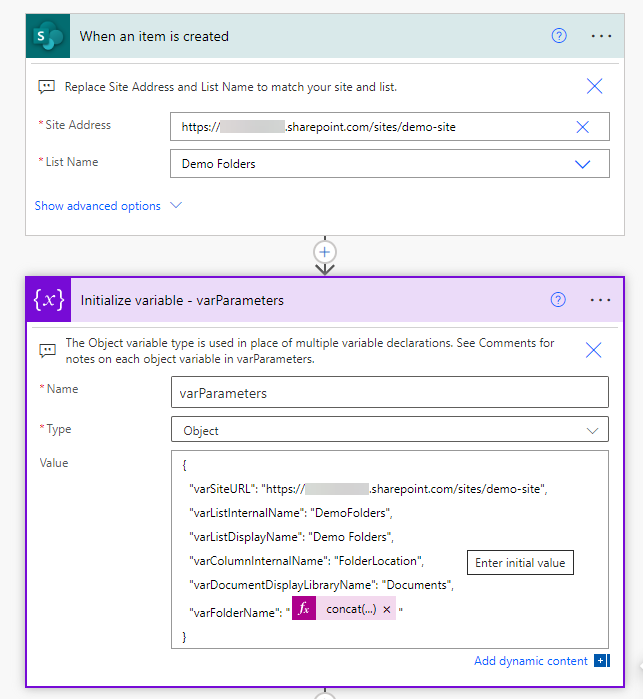 When an item is created
Replace Site Address and List Name to match your site and list.
* Site Address
https:// .sharepoint.com/sites/demo-site
* List Name
Demo Folders
Show advanced options
{x}
Initialize variable - varParameters
The Object variable type is used in place of multiple variable declarations. See Comments for
notes on each object variable in varParameters.
* Name
varParameters
* Type
Object
Value
{
"varSiteURL": "https:// .sharepoint.com/sites/demo-site",
"varListInternalName": "DemoFolders",
"varListDisplayName": "Demo Folders",
"varColumnInternalName": "FolderLocation",
Enter initial value
"varDocumentDisplayLibraryName": "Documents",
"varFolderName": " fx concat(...) × "
}
Add dynamic content